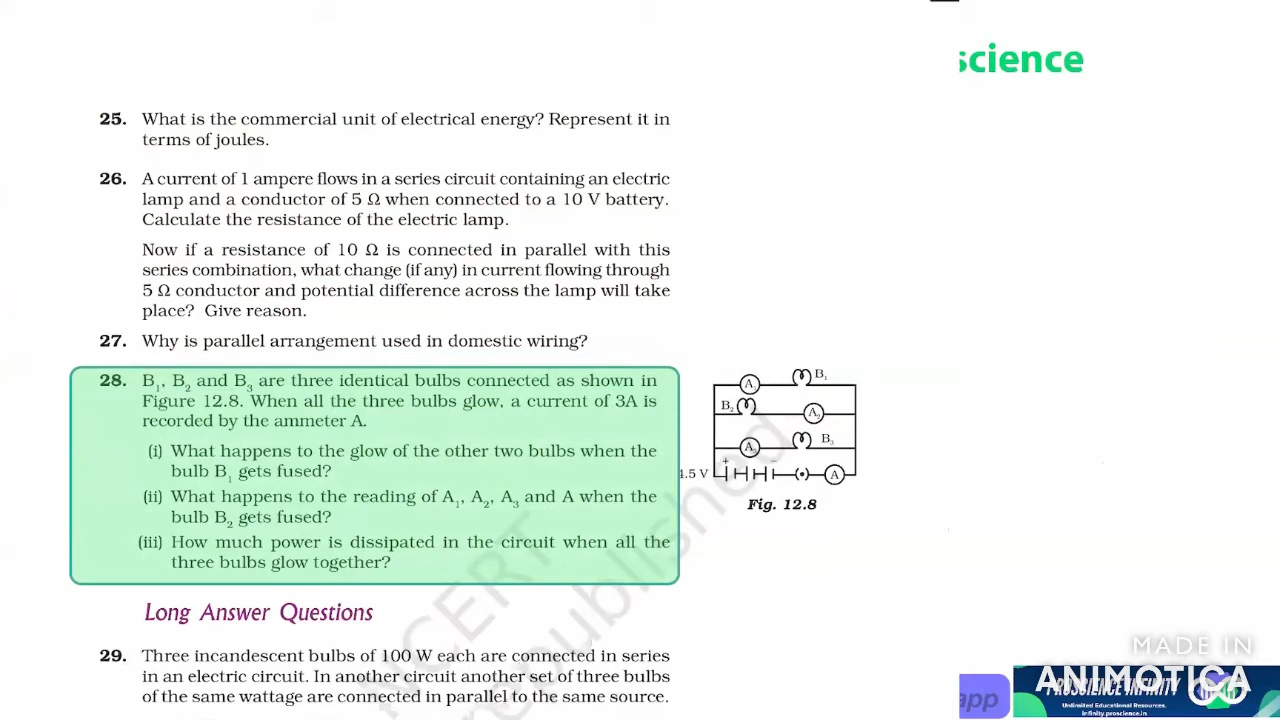 science
25. What is the commercial unit of electrical energy? Represent it in
terms of joules.
26. A current of 1 ampere flows in a series circuit containing an electric
lamp and a conductor of 5 Ω when connected to a 10 V battery.
Calculate the resistance of the electric lamp.
Now if a resistance of 10 Ω is connected in parallel with this
series combination, what change (if any) in current flowing through
5 Ω conductor and potential difference across the lamp will take
place? Give reason.
27. Why is parallel arrangement used in domestic wiring?
28. B₁, B₂ and B₃ are three identical bulbs connected as shown in
Figure 12.8. When all the three bulbs glow, a current of 3A is
recorded by the ammeter A.
(i) What happens to the glow of the other two bulbs when the
bulb B₁ gets fused?
(ii) What happens to the reading of A₁, A₂, A₃ and A when the
bulb B₂ gets fused?
(iii) How much power is dissipated in the circuit when all the
three bulbs glow together?
B₁
B₂
A₂
B₃
+ −
4.5 V
A
Fig. 12.8
NCERT
published
Long Answer Questions
29. Three incandescent bulbs of 100 W each are connected in series
in an electric circuit. In another circuit another set of three bulbs
of the same wattage are connected in parallel to the same source.
MADE IN
ANIMOTICA
app
PROSCIENCE INFINITY
Unlimited Educational Resources.
infinity.proscience.in